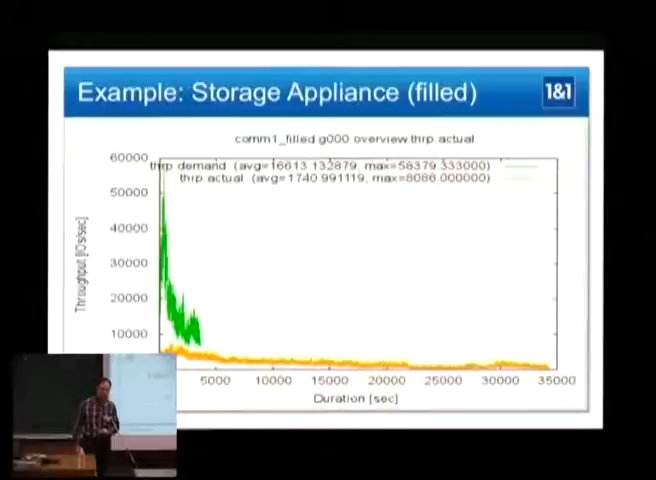 Example: Storage Appliance (filled)
1&1
comm1_filled.g000 overview.thrp.actual
thrp.demand (avg=16613.132879, max=58379.333000)
thrp.actual (avg=1740.991119, max=8086.000000)
60000
50000
40000
30000
20000
10000
Throughput [IOs/sec]
5000
10000
15000
20000
25000
30000
35000
Duration [sec]